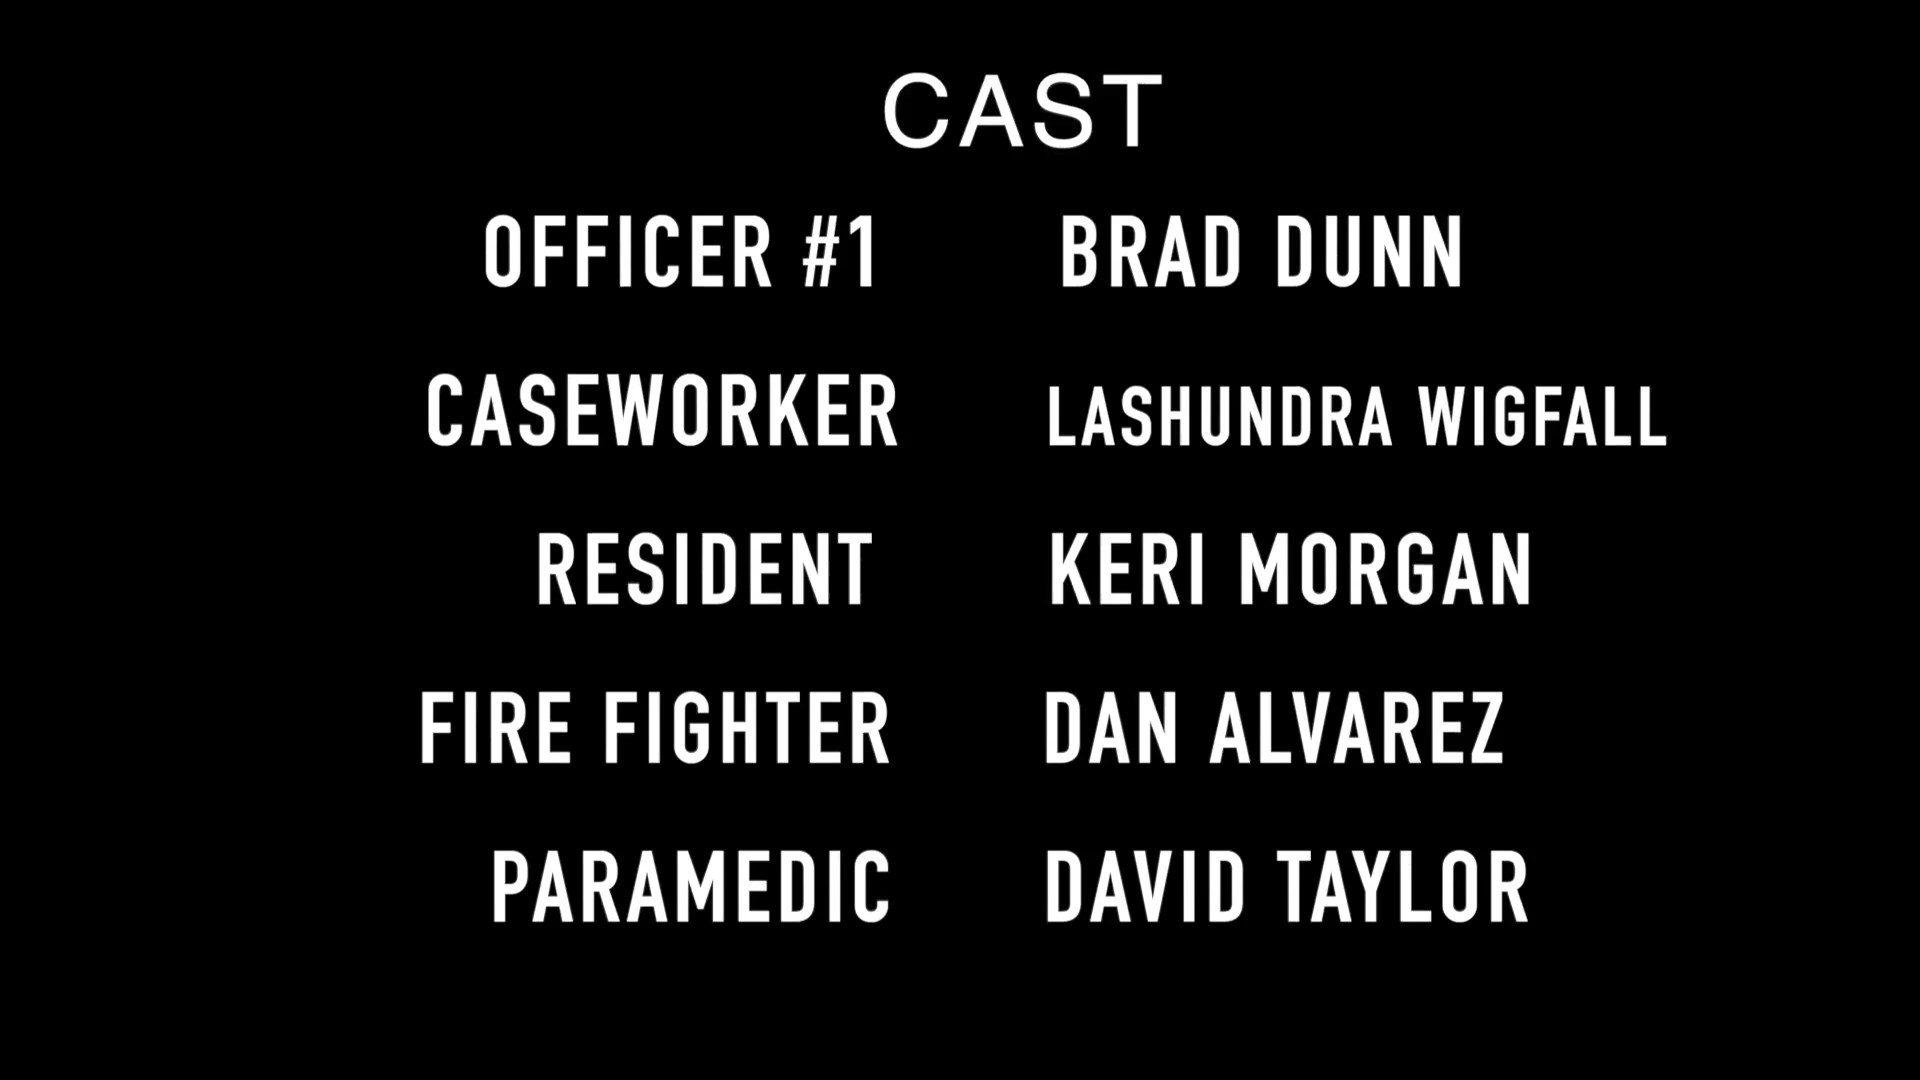 CAST
OFFICER #1 BRAD DUNN
CASEWORKER LASHUNDRA WIGFALL
RESIDENT KERI MORGAN
FIRE FIGHTER DAN ALVAREZ
PARAMEDIC DAVID TAYLOR